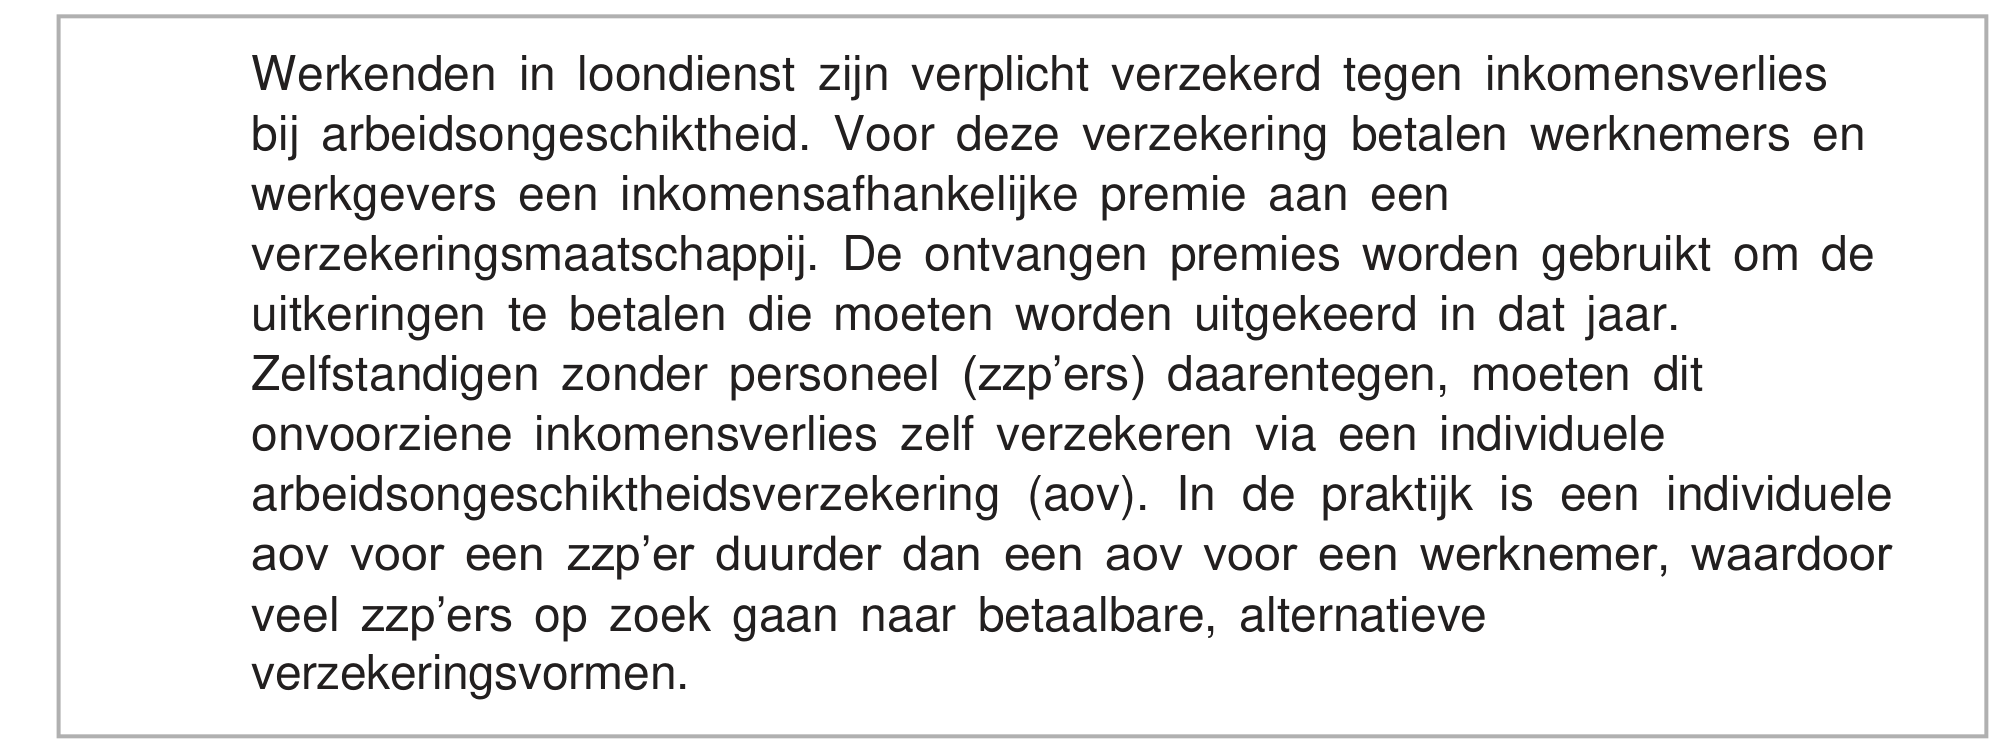 Werkenden in loondienst zijn verplicht verzekerd tegen inkomensverlies
bij arbeidsongeschiktheid. Voor deze verzekering betalen werknemers en
werkgevers een inkomensafhankelijke premie aan een
verzekeringsmaatschappij. De ontvangen premies worden gebruikt om de
uitkeringen te betalen die moeten worden uitgekeerd in dat jaar.
Zelfstandigen zonder personeel (zzp’ers) daarentegen, moeten dit
onvoorziene inkomensverlies zelf verzekeren via een individuele
arbeidsongeschiktheidsverzekering (aov). In de praktijk is een individuele
aov voor een zzp’er duurder dan een aov voor een werknemer, waardoor
veel zzp’ers op zoek gaan naar betaalbare, alternatieve
verzekeringsvormen.